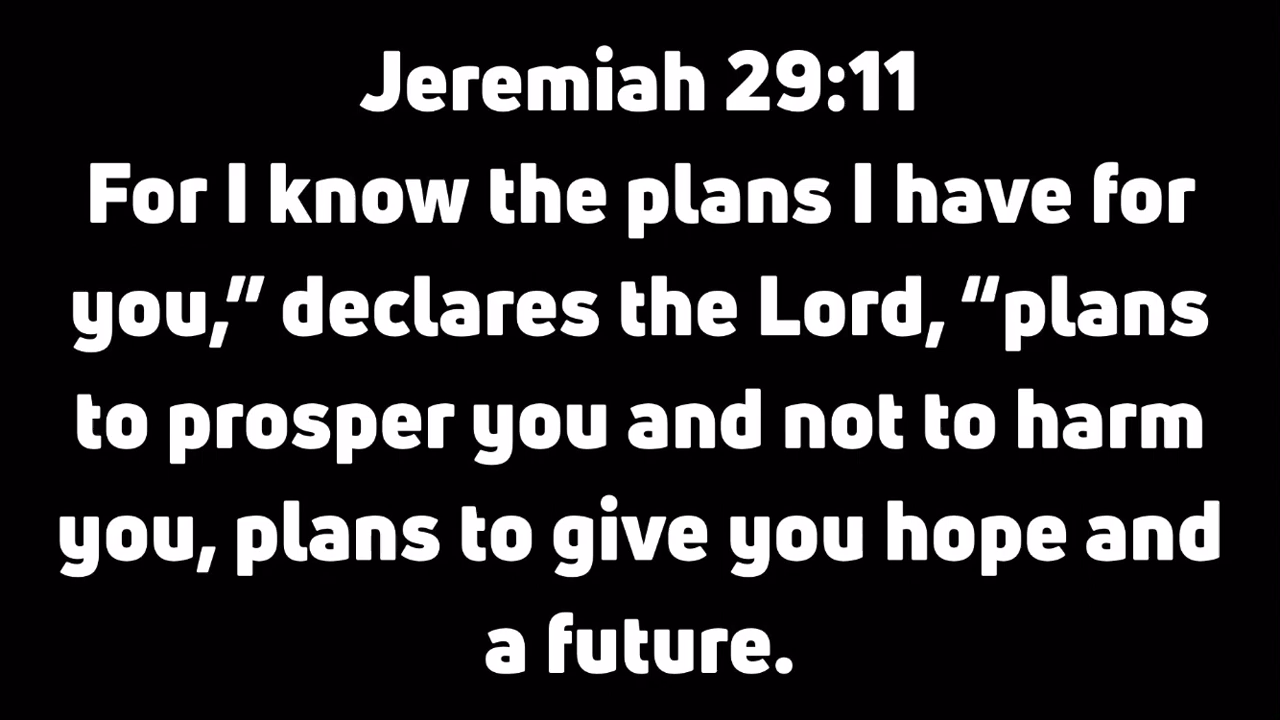 Jeremiah 29:11
For I know the plans I have for
you,” declares the Lord, “plans
to prosper you and not to harm
you, plans to give you hope and
a future.